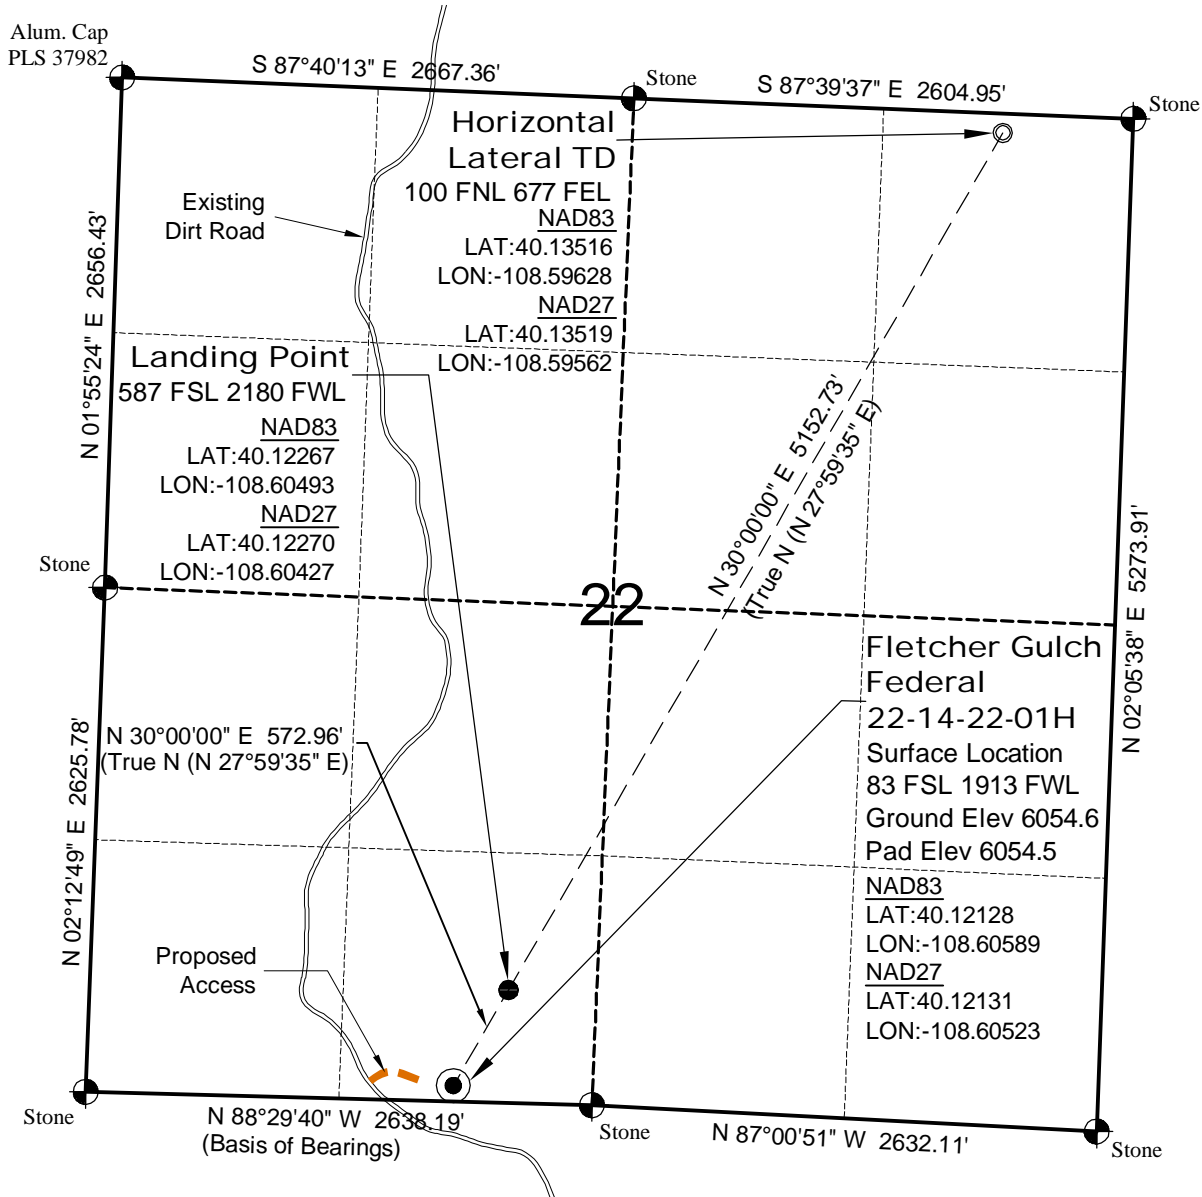 Alum. Cap
PLS 37982
S 87°40'13" E 2667.36'
Stone
S 87°39'37" E 2604.95'
Stone
Horizontal
Lateral TD
100 FNL 677 FEL
NAD83
LAT:40.13516
LON:-108.59628
NAD27
LAT:40.13519
LON:-108.59562
Existing
Dirt Road
N 01°55'24" E 2656.43'
Landing Point
587 FSL 2180 FWL
NAD83
LAT:40.12267
LON:-108.60493
NAD27
LAT:40.12270
LON:-108.60427
N 30°00'00" E 5152.73'
(True N (N 27°59'35" E)
Stone
22
N 02°05'38" E 5273.91'
Fletcher Gulch
Federal
22-14-22-01H
Surface Location
83 FSL 1913 FWL
Ground Elev 6054.6
Pad Elev 6054.5
NAD83
LAT:40.12128
LON:-108.60589
NAD27
LAT:40.12131
LON:-108.60523
N 30°00'00" E 572.96'
(True N (N 27°59'35" E)
N 02°12'49" E 2625.78'
Proposed
Access
Stone
N 88°29'40" W 2638.19'
(Basis of Bearings)
Stone
N 87°00'51" W 2632.11'
Stone